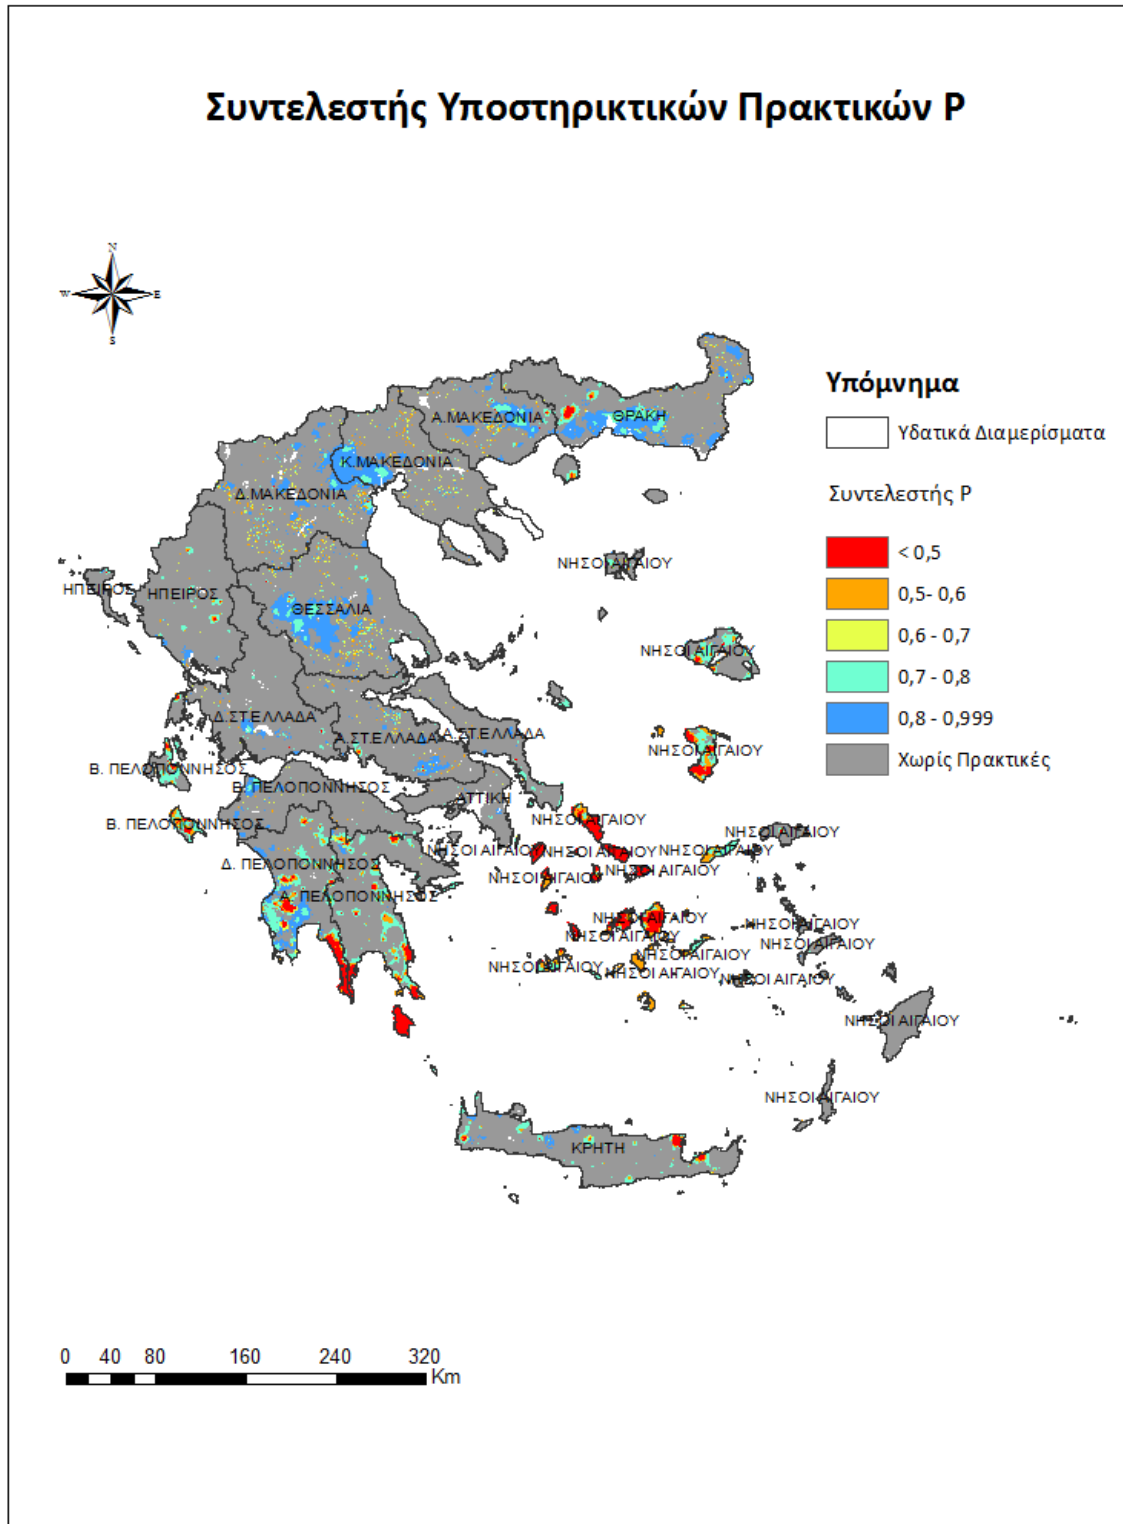 Συντελεστής Υποστηρικτικών Πρακτικών P
N
W E
S
Υπόμνημα
Υδατικά Διαμερίσματα
Συντελεστής P
< 0,5
0,5- 0,6
0,6 - 0,7
0,7 - 0,8
0,8 - 0,999
Χωρίς Πρακτικές
Α.ΜΑΚΕΔΟΝΙΑ
ΘΡΑΚΗ
Κ.ΜΑΚΕΔΟΝΙΑ
Δ.ΜΑΚΕΔΟΝΙΑ
ΝΗΣΟΙ ΑΙΓΑΙΟΥ
ΗΠΕΙΡΟΣ
ΗΠΕΙΡΟΣ
ΘΕΣΣΑΛΙΑ
ΝΗΣΟΙ ΑΙΓΑΙΟΥ
Δ.ΣΤ.ΕΛΛΑΔΑ
Α.ΣΤ.ΕΛΛΑΔΑ
Α.ΣΤ.ΕΛΛΑΔΑ
ΝΗΣΟΙ ΑΙΓΑΙΟΥ
Β. ΠΕΛΟΠΟΝΝΗΣΟΣ
Β. ΠΕΛΟΠΟΝΝΗΣΟΣ
ΑΤΤΙΚΗ
Β. ΠΕΛΟΠΟΝΝΗΣΟΣ
ΝΗΣΟΙ ΑΙΓΑΙΟΥ
ΝΗΣΟΙ ΑΙΓΑΙΟΥ
ΝΗΣΟΙ ΑΙΓΑΙΟΥ
ΝΗΣΟΙ ΑΙΓΑΙΟΥ
ΝΗΣΟΙ ΑΙΓΑΙΟΥ
Δ. ΠΕΛΟΠΟΝΝΗΣΟΣ
ΝΗΣΟΙ ΑΙΓΑΙΟΥ
ΝΗΣΟΙ ΑΙΓΑΙΟΥ
Α. ΠΕΛΟΠΟΝΝΗΣΟΣ
ΝΗΣΟΙ ΑΙΓΑΙΟΥ
ΝΗΣΟΙ ΑΙΓΑΙΟΥ
ΝΗΣΟΙ ΑΙΓΑΙΟΥ
ΝΗΣΟΙ ΑΙΓΑΙΟΥ
ΝΗΣΟΙ ΑΙΓΑΙΟΥ
ΝΗΣΟΙ ΑΙΓΑΙΟΥ
ΝΗΣΟΙ ΑΙΓΑΙΟΥ
ΝΗΣΟΙ ΑΙΓΑΙΟΥ
ΝΗΣΟΙ ΑΙΓΑΙΟΥ
ΝΗΣΟΙ ΑΙΓΑΙΟΥ
ΚΡΗΤΗ
0 40 80 160 240 320
Km